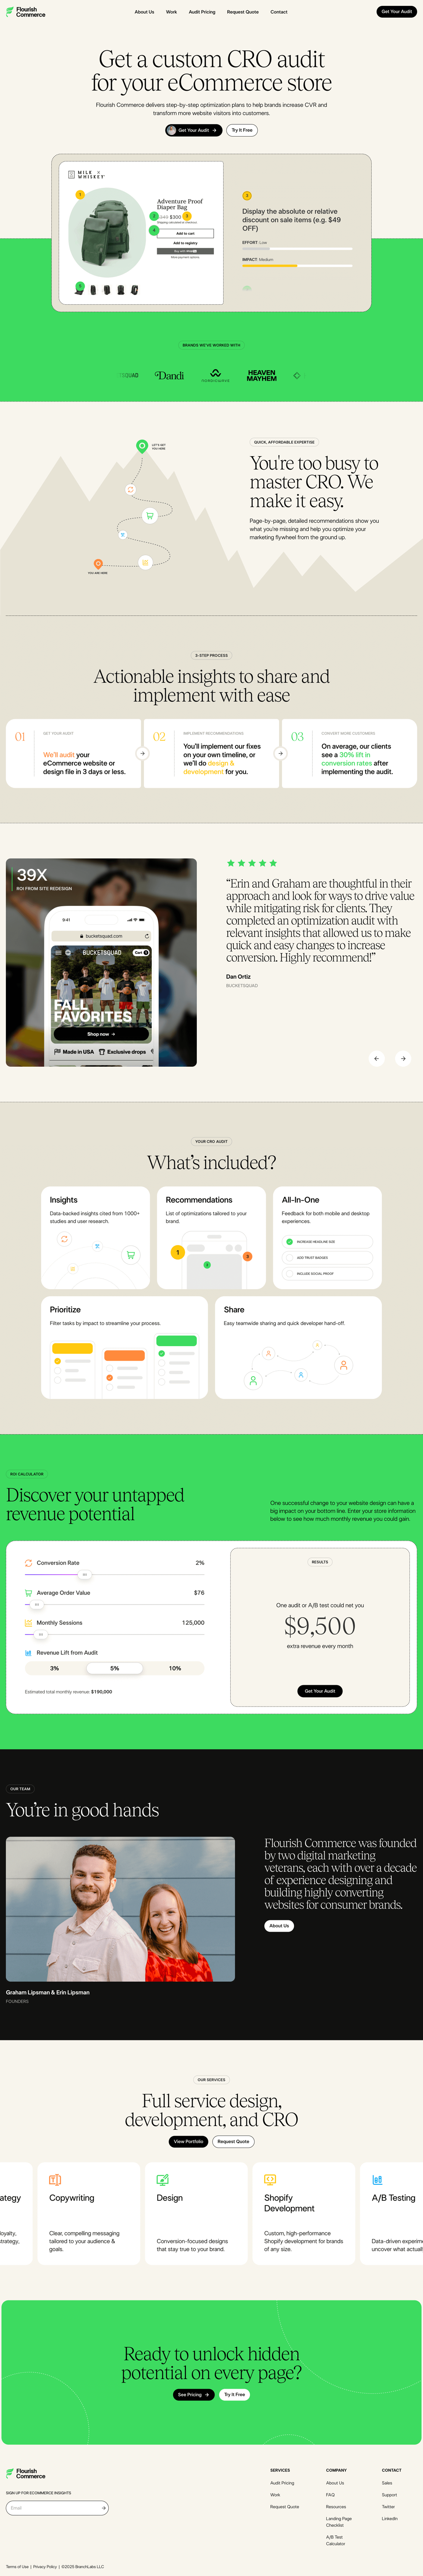 Flourish
Commerce
About Us
Work
Audit Pricing
Request Quote
Contact
Get Your Audit
Get a custom CRO audit
for your eCommerce store
Flourish Commerce delivers step-by-step optimization plans to help brands increase CVR and
transform more website visitors into customers.
Get Your Audit →
Try It Free
MILK × WHISKEY
1
Adventure Proof
Diaper Bag
2
$349 $300
3
4
Add to cart
Add to registry
5
3
Display the absolute or relative
discount on sale items (e.g. $49
OFF)
EFFORT: Low
IMPACT: Medium
BRANDS WE'VE WORKED WITH
TSQUAD
Dandi
HEAVEN
MAYHEM
LET'S GET
YOU HERE
YOU ARE HERE
QUICK, AFFORDABLE EXPERTISE
You're too busy to
master CRO. We
make it easy.
Page-by-page, detailed recommendations show you
what you're missing and help you optimize your
marketing flywheel from the ground up.
3-STEP PROCESS
Actionable insights to share and
implement with ease
01
GET YOUR AUDIT
We'll audit your
eCommerce website or
design file in 3 days or less.
02
IMPLEMENT RECOMMENDATIONS
You'll implement our fixes
on your own timeline, or
we'll do design &
development for you.
03
CONVERT MORE CUSTOMERS
On average, our clients
see a 30% lift in
conversion rates after
implementing the audit.
39X
ROI FROM SITE REDESIGN
9:41
bucketsquad.com
BUCKETSQUAD
Cart
FALL
FAVORITES
Shop now →
Made in USA
Exclusive drops
“Erin and Graham are thoughtful in their
approach and look for ways to drive value
while mitigating risk for clients. They
completed an optimization audit with
relevant insights that allowed us to make
quick and easy changes to increase
conversion. Highly recommend!”
Dan Ortiz
BUCKETSQUAD
YOUR CRO AUDIT
What's included?
Insights
Data-backed insights cited from 1000+
studies and user research.
Recommendations
List of optimizations tailored to your
brand.
1
All-In-One
Feedback for both mobile and desktop
experiences.
INCREASE HEADLINE SIZE
ADD TRUST BADGES
INCLUDE SOCIAL PROOF
Prioritize
Filter tasks by impact to streamline your process.
Share
Easy teamwide sharing and quick developer hand-off.
ROI CALCULATOR
Discover your untapped
revenue potential
One successful change to your website design can have a
big impact on your bottom line. Enter your store information
below to see how much monthly revenue you could gain.
Conversion Rate
2%
Average Order Value
$76
Monthly Sessions
125,000
Revenue Lift from Audit
3%
5%
10%
Estimated total monthly revenue: $190,000
RESULTS
One audit or A/B test could net you
$9,500
extra revenue every month
Get Your Audit
OUR TEAM
You're in good hands
Flourish Commerce was founded
by two digital marketing
veterans, each with over a decade
of experience designing and
building highly converting
websites for consumer brands.
About Us
Graham Lipsman & Erin Lipsman
FOUNDERS
OUR SERVICES
Full service design,
development, and CRO
View Portfolio
Request Quote
ategy
oyalty,
trategy,
Copywriting
Clear, compelling messaging
tailored to your audience &
goals.
Design
Conversion-focused designs
that stay true to your brand.
Shopify
Development
Custom, high-performance
Shopify development for brands
of any size.
A/B Testing
Data-driven experime
uncover what actuall
Ready to unlock hidden
potential on every page?
See Pricing →
Try It Free
Flourish
Commerce
SIGN UP FOR ECOMMERCE INSIGHTS
Email
SERVICES
Audit Pricing
Work
Request Quote
COMPANY
About Us
FAQ
Resources
Landing Page
Checklist
A/B Test
Calculator
CONTACT
Sales
Support
Twitter
LinkedIn
Terms of Use | Privacy Policy | ©2025 BranchLabs LLC